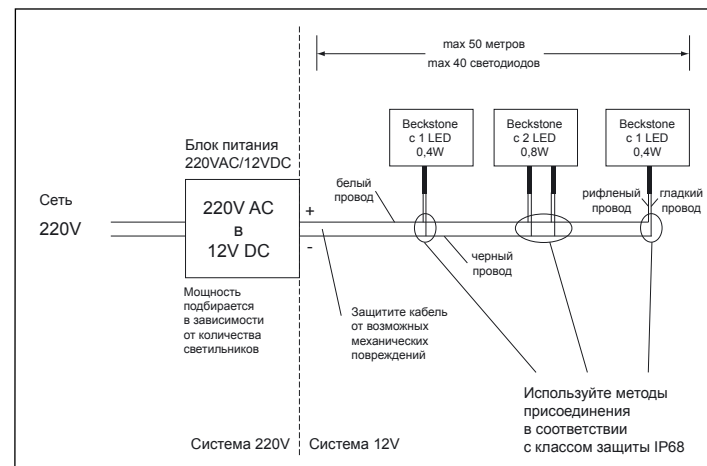 max 50 метров
max 40 светодиодов
Beckstone
с 1 LED
0,4W
Beckstone
с 2 LED
0,8W
Beckstone
с 1 LED
0,4W
Блок питания
220VAC/12VDC
Сеть
220V
220V AC
в
12V DC
+
-
белый
провод
рифленый
провод
гладкий
провод
черный
провод
Мощность
подбирается
в зависимости
от количества
светильников
Защитите кабель
от возможных
механических
повреждений
Используйте методы
присоединения
в соответствии
с классом защиты IP68
Система 220V
Система 12V